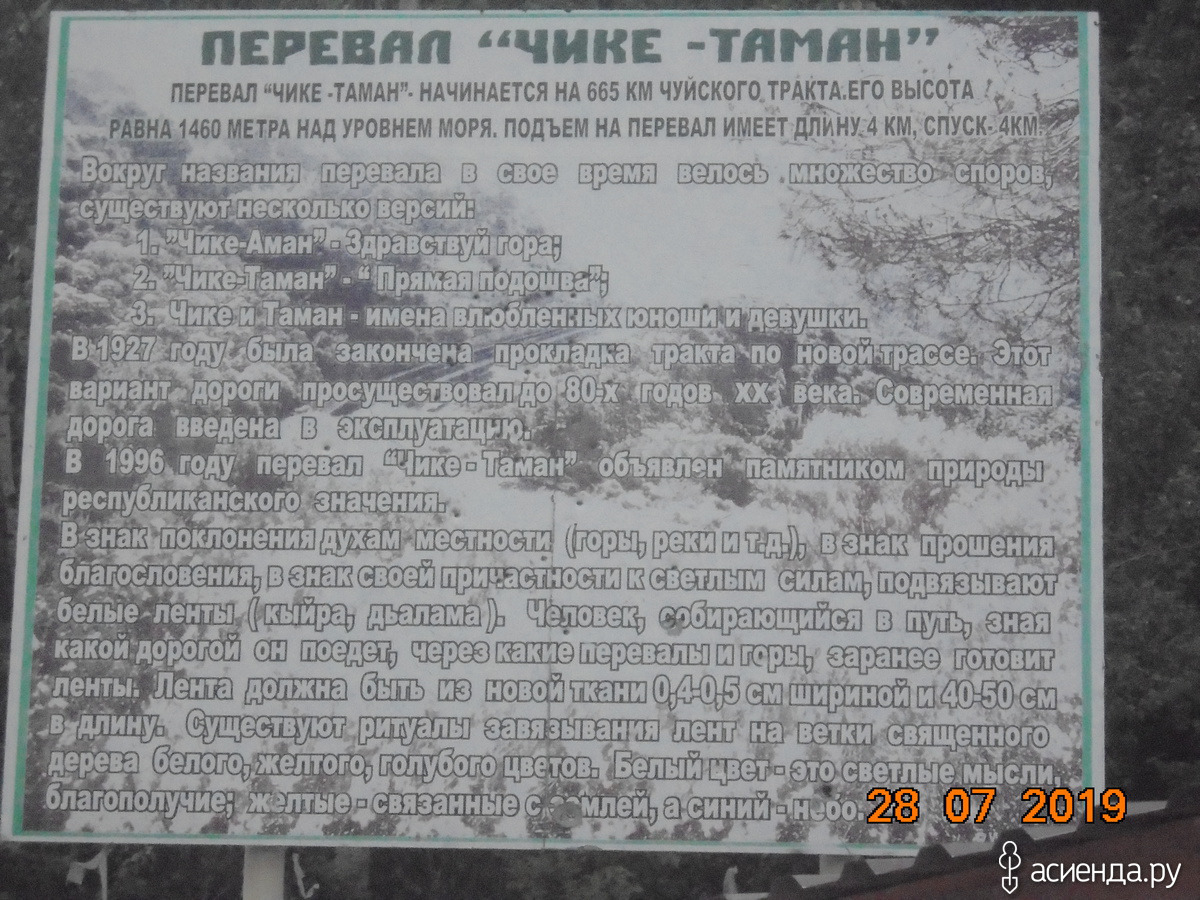 ПЕРЕВАЛ “ЧИКЕ -ТАМАН”
ПЕРЕВАЛ “ЧИКЕ -ТАМАН”- НАЧИНАЕТСЯ НА 665 КМ ЧУЙСКОГО ТРАКТА.ЕГО ВЫСОТА
РАВНА 1460 МЕТРА НАД УРОВНЕМ МОРЯ. ПОДЪЕМ НА ПЕРЕВАЛ ИМЕЕТ ДЛИНУ 4 КМ, СПУСК- 4КМ.
Вокруг названия перевала в свое время велось множество споров,
существуют несколько версий:
1. ”Чике-Аман” - Здравствуй гора;
2. ”Чике-Таман” - “ Прямая подошва”;
3. Чике и Таман - имена влюбленных юноши и девушки.
В 1927 году была закончена прокладка тракта по новой трассе. Этот
вариант дороги просуществовал до 80-х годов хх века. Современная
дорога введена в эксплуатацию.
В 1996 году перевал “Чике - Таман” объявлен памятником природы
республиканского значения.
В знак поклонения духам местности (горы, реки и т.д.), в знак прошения
благословения, в знак своей причастности к светлым силам, подвязывают
белые ленты ( кыйра, дьалама ). Человек, собирающийся в путь, зная
какой дорогой он поедет, через какие перевалы и горы, заранее готовит
ленты. Лента должна быть из новой ткани 0,4-0,5 см шириной и 40-50 см
в длину. Существуют ритуалы завязывания лент на ветки священного
дерева белого, желтого, голубого цветов. Белый цвет - это светлые мысли,
благополучие; желтые - связанные с землей, а синий - небо.
28 07 2019
асиенда.ру